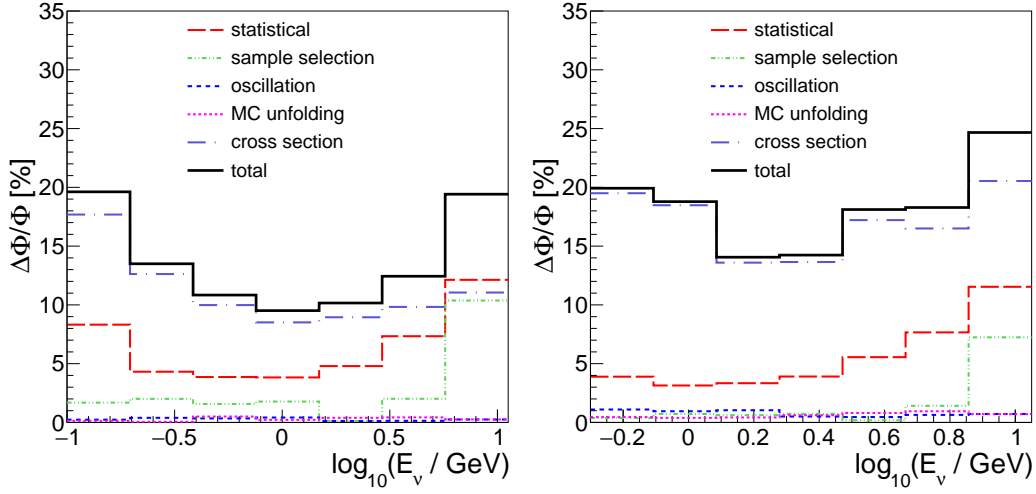 35
30
25
20
15
10
5
0
ΔΦ/Φ [%]
statistical
sample selection
oscillation
MC unfolding
cross section
total
−1 −0.5 0 0.5 1
log10(Eν / GeV)
35
30
25
20
15
10
5
0
ΔΦ/Φ [%]
statistical
sample selection
oscillation
MC unfolding
cross section
total
−0.2 0 0.2 0.4 0.6 0.8 1
log10(Eν / GeV)